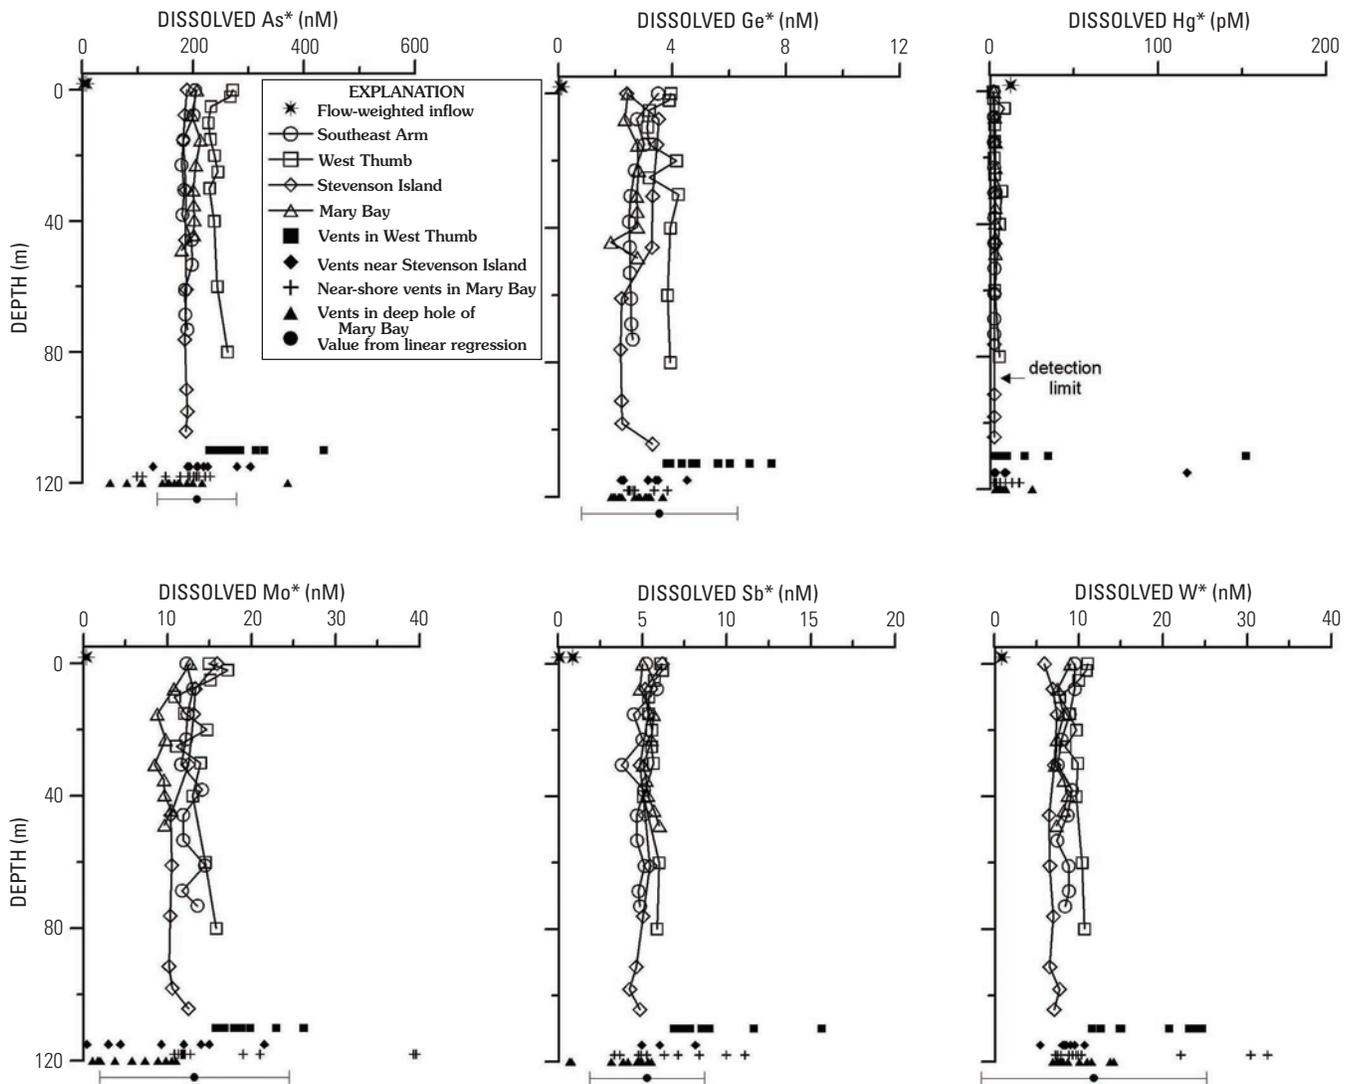 DISSOLVED As* (nM)
0 200 400 600
DISSOLVED Ge* (nM)
0 4 8 12
DISSOLVED Hg* (pM)
0 100 200
DEPTH (m)
0
40
80
120
EXPLANATION
Flow-weighted inflow
Southeast Arm
West Thumb
Stevenson Island
Mary Bay
Vents in West Thumb
Vents near Stevenson Island
Near-shore vents in Mary Bay
Vents in deep hole of
Mary Bay
Value from linear regression
detection
limit
DISSOLVED Mo* (nM)
0 10 20 30 40
DISSOLVED Sb* (nM)
0 5 10 15 20
DISSOLVED W* (nM)
0 10 20 30 40
DEPTH (m)
0
40
80
120